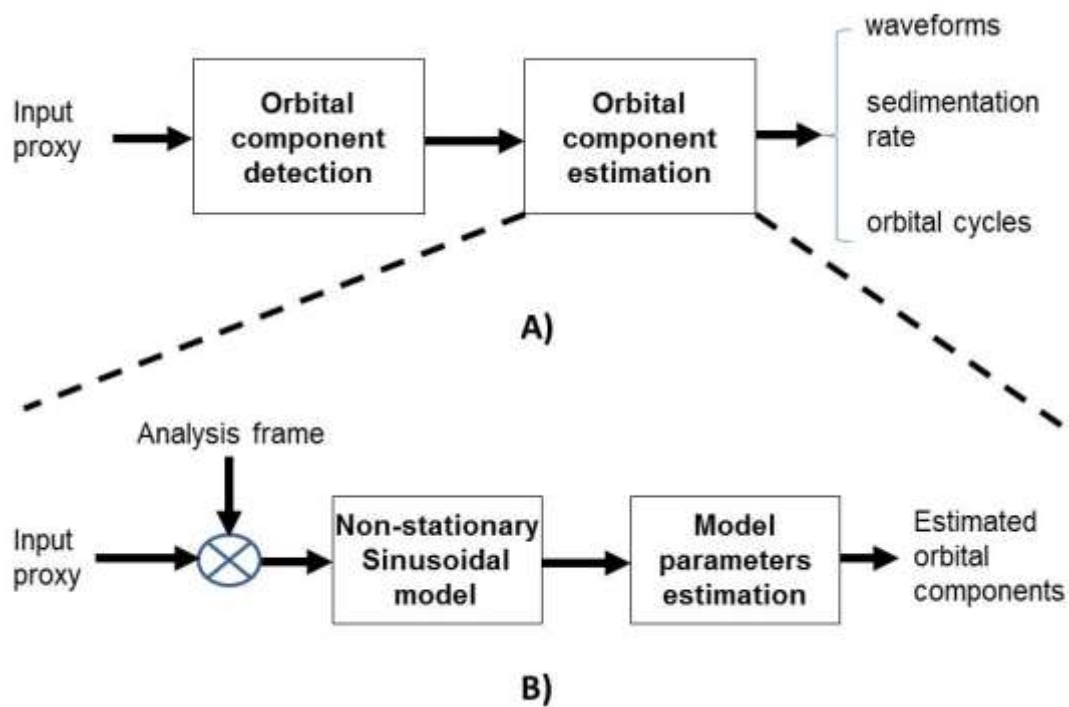 waveforms
Input
proxy
Orbital
component
detection
Orbital
component
estimation
sedimentation
rate
orbital cycles
A)
Analysis frame
Input
proxy
Non-stationary
Sinusoidal
model
Model
parameters
estimation
Estimated
orbital
components
B)